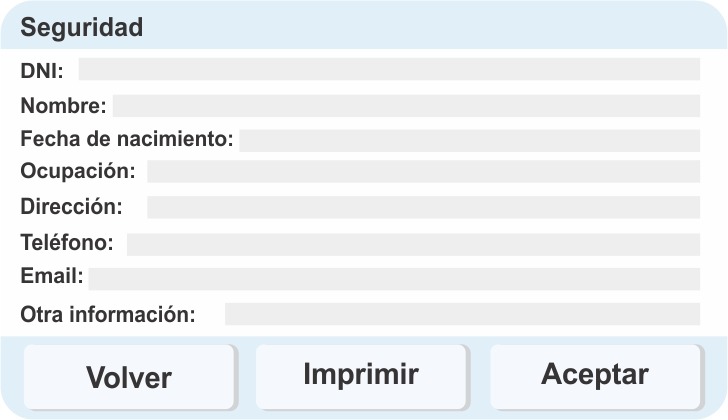 Seguridad
DNI:
Nombre:
Fecha de nacimiento:
Ocupación:
Dirección:
Teléfono:
Email:
Otra información:
Volver Imprimir Aceptar